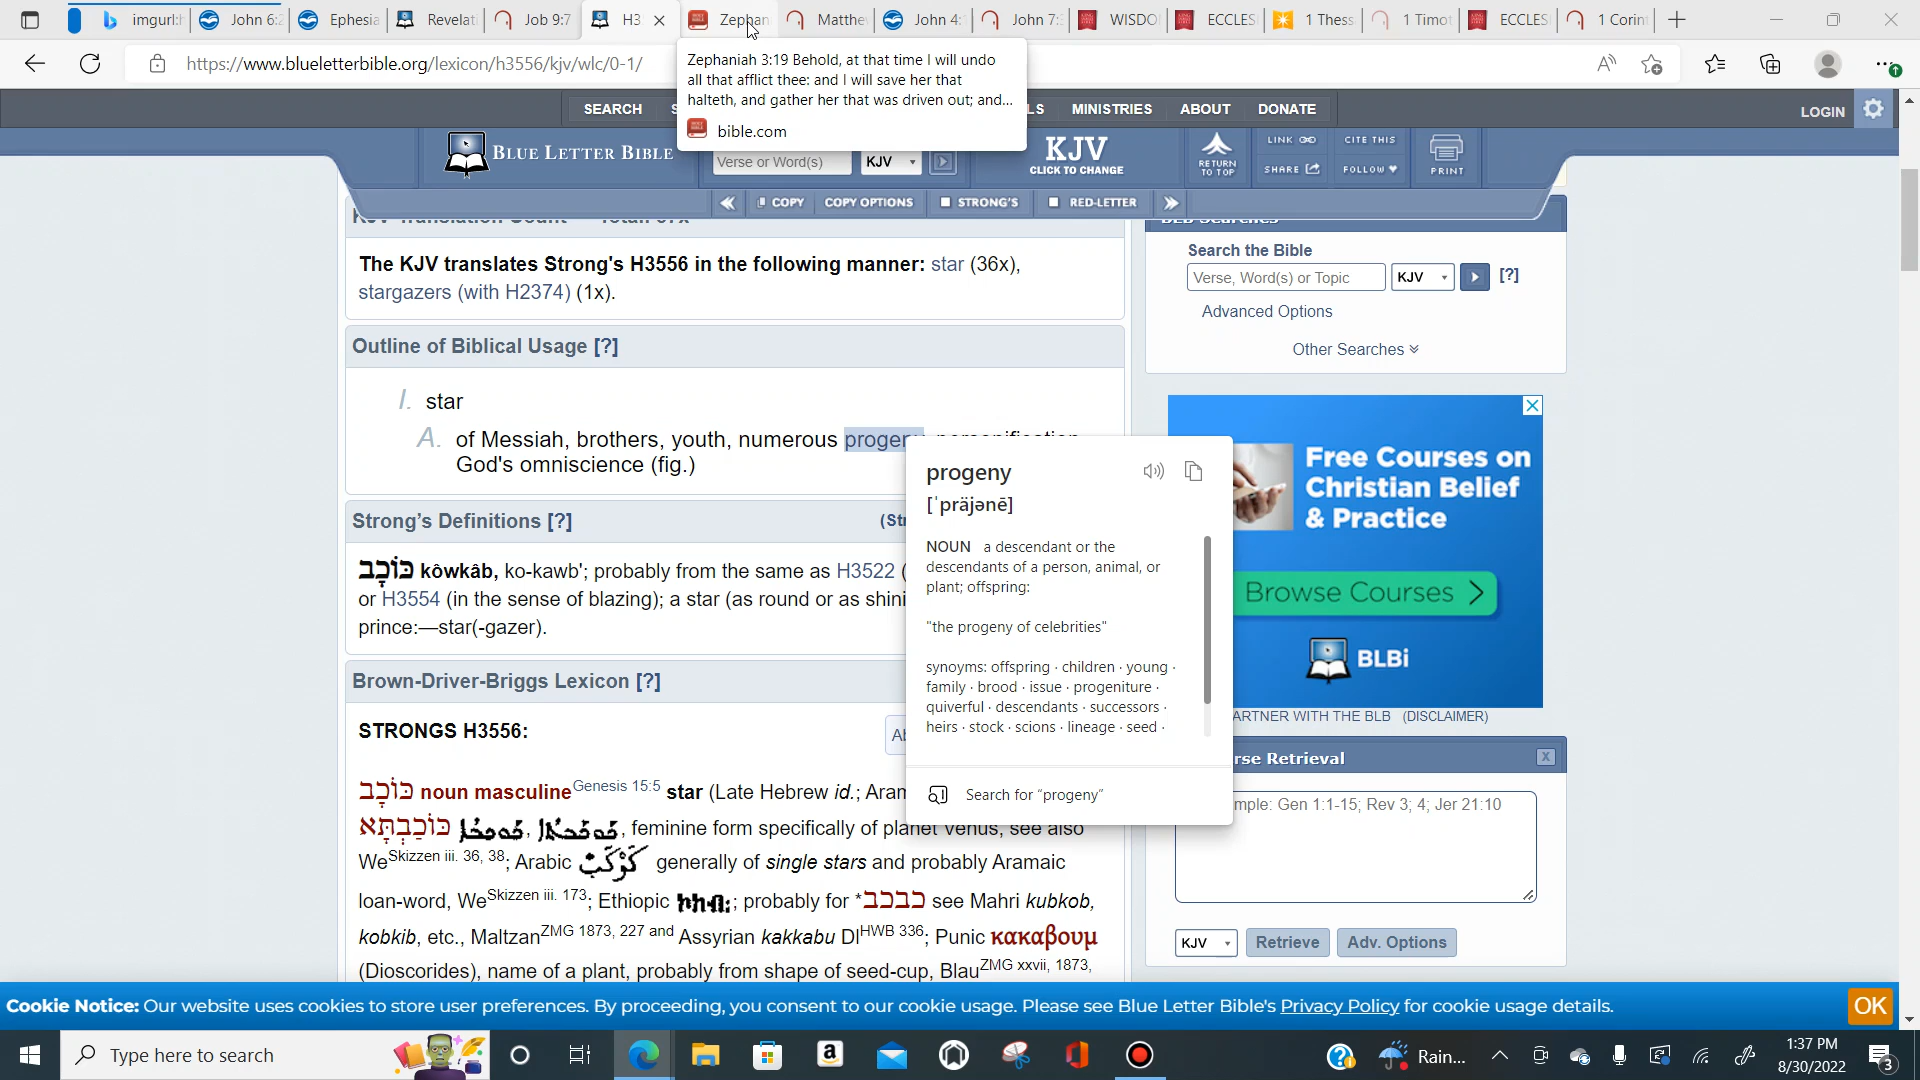 imgurl:
John 6:2
Ephesia
Revelati
Job 9:7
H3
Zephan
Matthe
John 4:
John 7:
WISDO
ECCLES
1 Thess
1 Timot
ECCLES
1 Corin
https://www.blueletterbible.org/lexicon/h3556/kjv/wlc/0-1/
Zephaniah 3:19 Behold, at that time I will undo
all that afflict thee: and I will save her that
halteth, and gather her that was driven out; and...
bible.com
SEARCH
LS MINISTRIES ABOUT DONATE
LOGIN
BLUE LETTER BIBLE
Verse or Word(s)
KJV
KJV
CLICK TO CHANGE
RETURN
TO TOP
LINK
SHARE
CITE THIS
FOLLOW
PRINT
COPY
COPY OPTIONS
STRONG'S
RED-LETTER
The KJV translates Strong's H3556 in the following manner: star (36x),
stargazers (with H2374) (1x).
Outline of Biblical Usage [?]
I. star
A. of Messiah, brothers, youth, numerous progeny, personification
God's omniscience (fig.)
Strong's Definitions [?]
כּוֹכָב kôwkâb, ko-kawb'; probably from the same as H3522 (
or H3554 (in the sense of blazing); a star (as round or as shini
prince:—star(-gazer).
Brown-Driver-Briggs Lexicon [?]
STRONGS H3556:
כּוֹכָב noun masculine Genesis 15:5 star (Late Hebrew id.; Aram
כּוֹכַבְתָּא feminine form specifically of planet Venus, see also
We Skizzen iii. 36, 38; Arabic كَوْكَبْ generally of single stars and probably Aramaic
loan-word, We Skizzen iii. 173; Ethiopic probably for *כבכב see Mahri kubkob,
kobkib, etc., Maltzan ZMG 1873, 227 and Assyrian kakkabu Dl HWB 336; Punic κακαβουμ
(Dioscorides), name of a plant, probably from shape of seed-cup, Blau ZMG xxvii, 1873,
progeny
[ˈpräjənē]
NOUN a descendant or the
descendants of a person, animal, or
plant; offspring:
"the progeny of celebrities"
synoyms: offspring · children · young ·
family · brood · issue · progeniture ·
quiverful · descendants · successors ·
heirs · stock · scions · lineage · seed ·
Search for “progeny”
BLB Searches
Search the Bible
Verse, Word(s) or Topic
KJV
[?]
Advanced Options
Other Searches
Free Courses on
Christian Belief
& Practice
Browse Courses >
BLBi
ARTNER WITH THE BLB (DISCLAIMER)
rse Retrieval
x
mple: Gen 1:1-15; Rev 3; 4; Jer 21:10
KJV
Retrieve
Adv. Options
Cookie Notice: Our website uses cookies to store user preferences. By proceeding, you consent to our cookie usage. Please see Blue Letter Bible's Privacy Policy for cookie usage details.
OK
Type here to search
Rain...
1:37 PM
8/30/2022
3